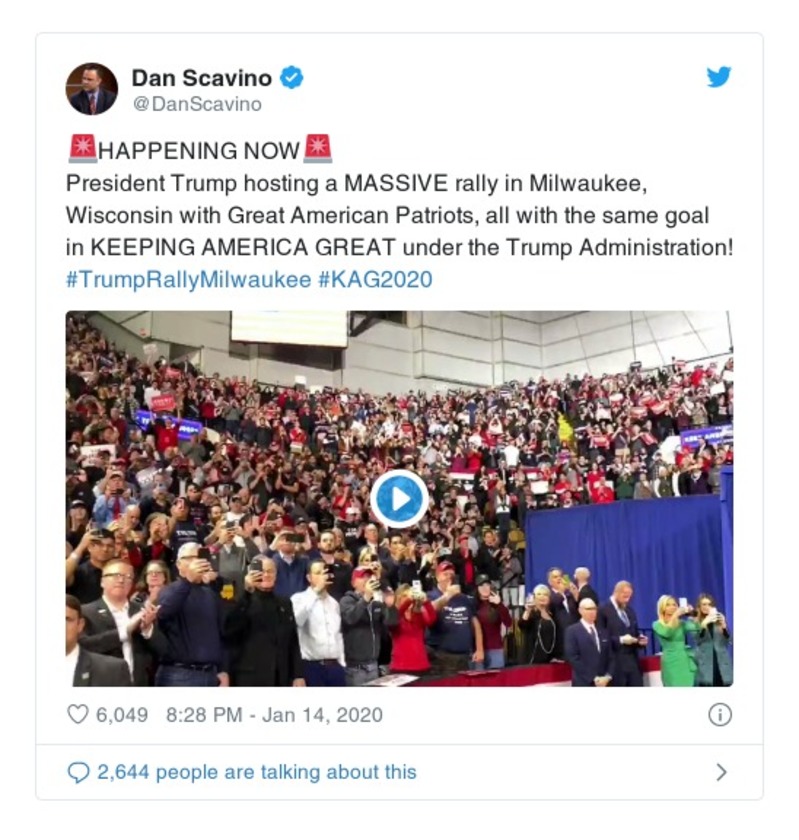 Dan Scavino
@DanScavino
🚨HAPPENING NOW🚨
President Trump hosting a MASSIVE rally in Milwaukee,
Wisconsin with Great American Patriots, all with the same goal
in KEEPING AMERICA GREAT under the Trump Administration!
#TrumpRallyMilwaukee #KAG2020
6,049 8:28 PM - Jan 14, 2020
2,644 people are talking about this